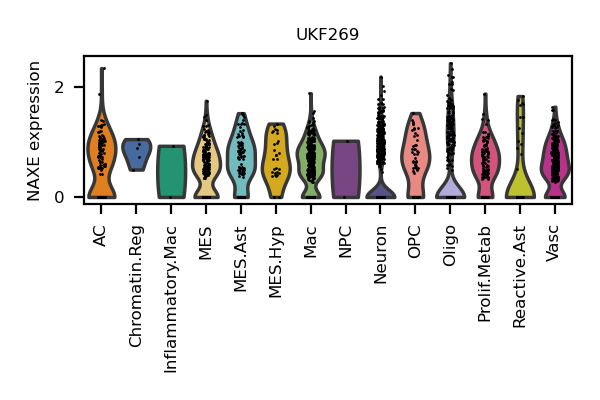 UKF269
NAXE expression
2
0
AC
Chromatin.Reg
Inflammatory.Mac
MES
MES.Ast
MES.Hyp
Mac
NPC
Neuron
OPC
Oligo
Prolif.Metab
Reactive.Ast
Vasc